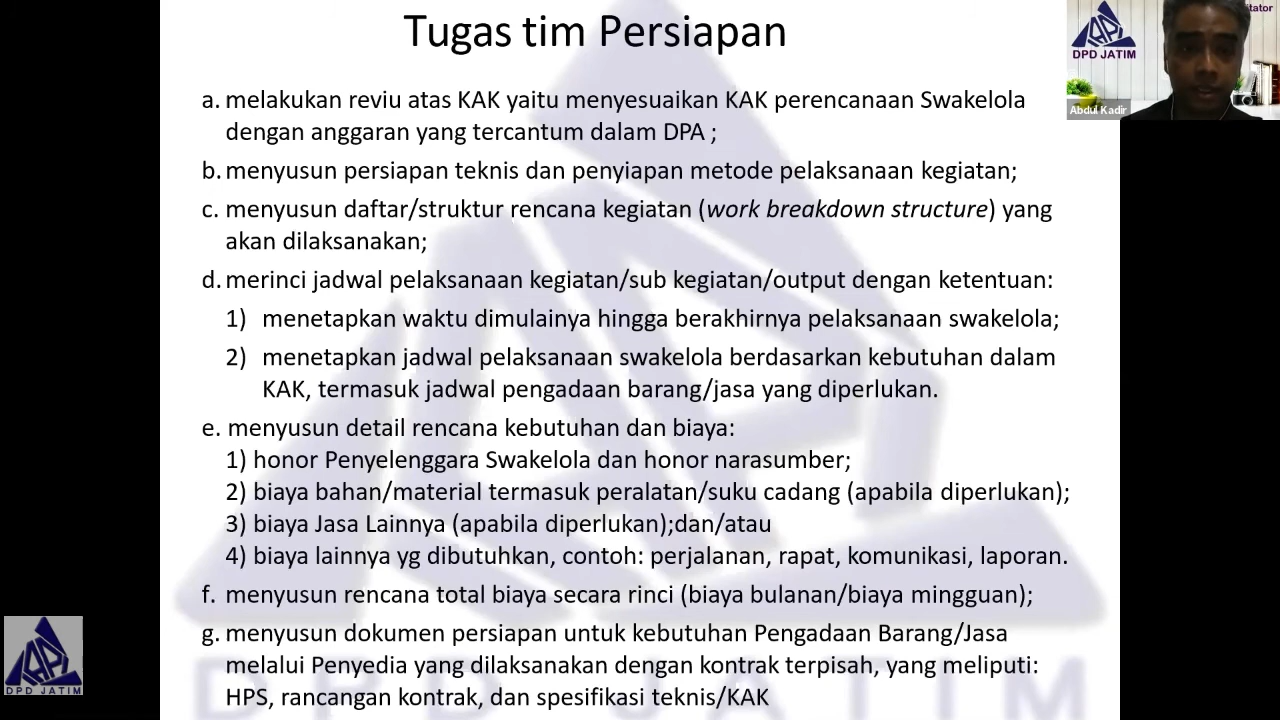 Tugas tim Persiapan
a. melakukan reviu atas KAK yaitu menyesuaikan KAK perencanaan Swakelola
dengan anggaran yang tercantum dalam DPA ;
b. menyusun persiapan teknis dan penyiapan metode pelaksanaan kegiatan;
c. menyusun daftar/struktur rencana kegiatan (work breakdown structure) yang
akan dilaksanakan;
d. merinci jadwal pelaksanaan kegiatan/sub kegiatan/output dengan ketentuan:
1) menetapkan waktu dimulainya hingga berakhirnya pelaksanaan swakelola;
2) menetapkan jadwal pelaksanaan swakelola berdasarkan kebutuhan dalam
KAK, termasuk jadwal pengadaan barang/jasa yang diperlukan.
e. menyusun detail rencana kebutuhan dan biaya:
1) honor Penyelenggara Swakelola dan honor narasumber;
2) biaya bahan/material termasuk peralatan/suku cadang (apabila diperlukan);
3) biaya Jasa Lainnya (apabila diperlukan);dan/atau
4) biaya lainnya yg dibutuhkan, contoh: perjalanan, rapat, komunikasi, laporan.
f. menyusun rencana total biaya secara rinci (biaya bulanan/biaya mingguan);
g. menyusun dokumen persiapan untuk kebutuhan Pengadaan Barang/Jasa
melalui Penyedia yang dilaksanakan dengan kontrak terpisah, yang meliputi:
HPS, rancangan kontrak, dan spesifikasi teknis/KAK
DPD JATIM
itator
DPD JATIM
Abdul Kadir
DPD JATIM